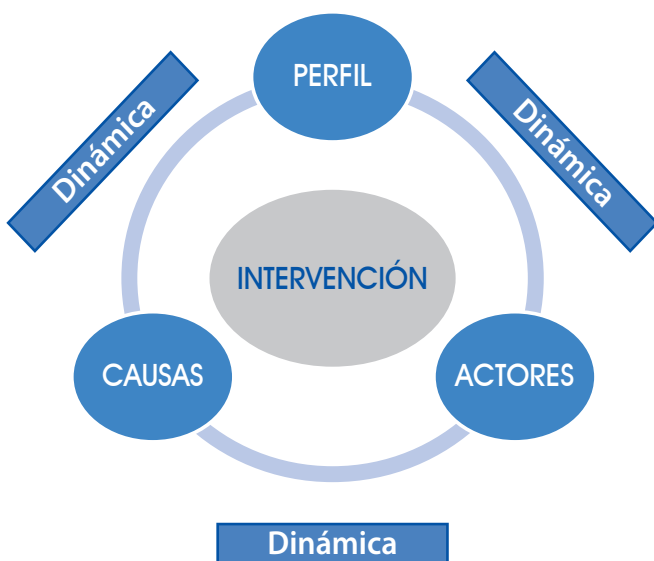 PERFIL
Dinámica
Dinámica
INTERVENCIÓN
CAUSAS
ACTORES
Dinámica